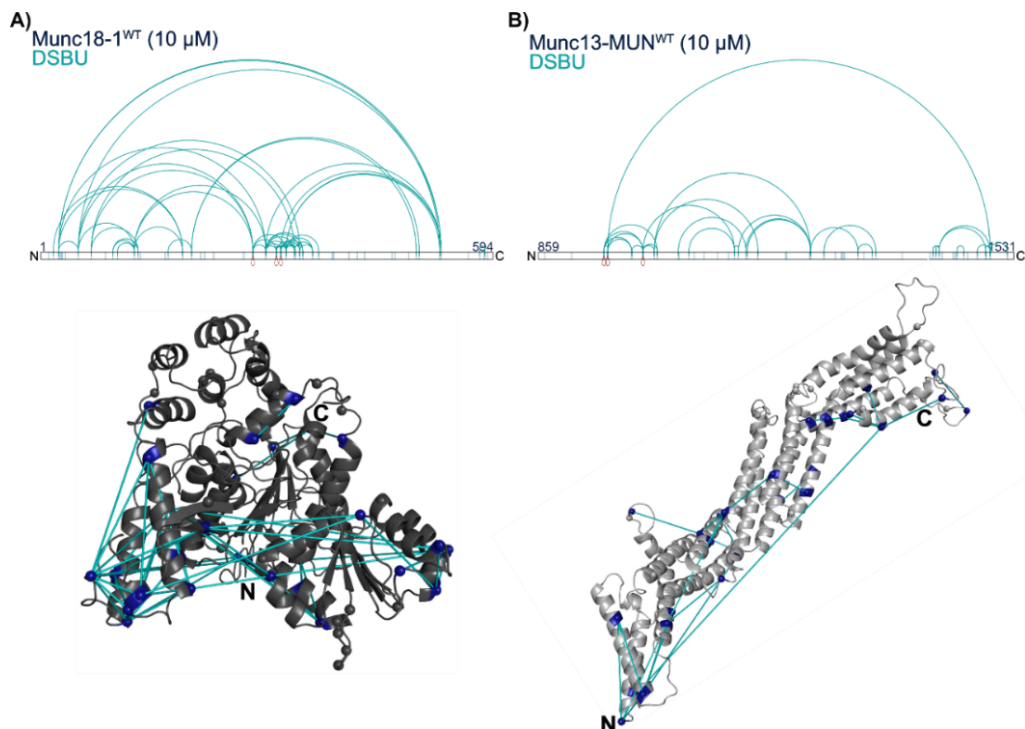 A)
Munc18-1ᵂᵀ (10 µM)
DSBU
1
594
N
C
C
N
B)
Munc13-MUNᵂᵀ (10 µM)
DSBU
859
1531
N
C
C
N